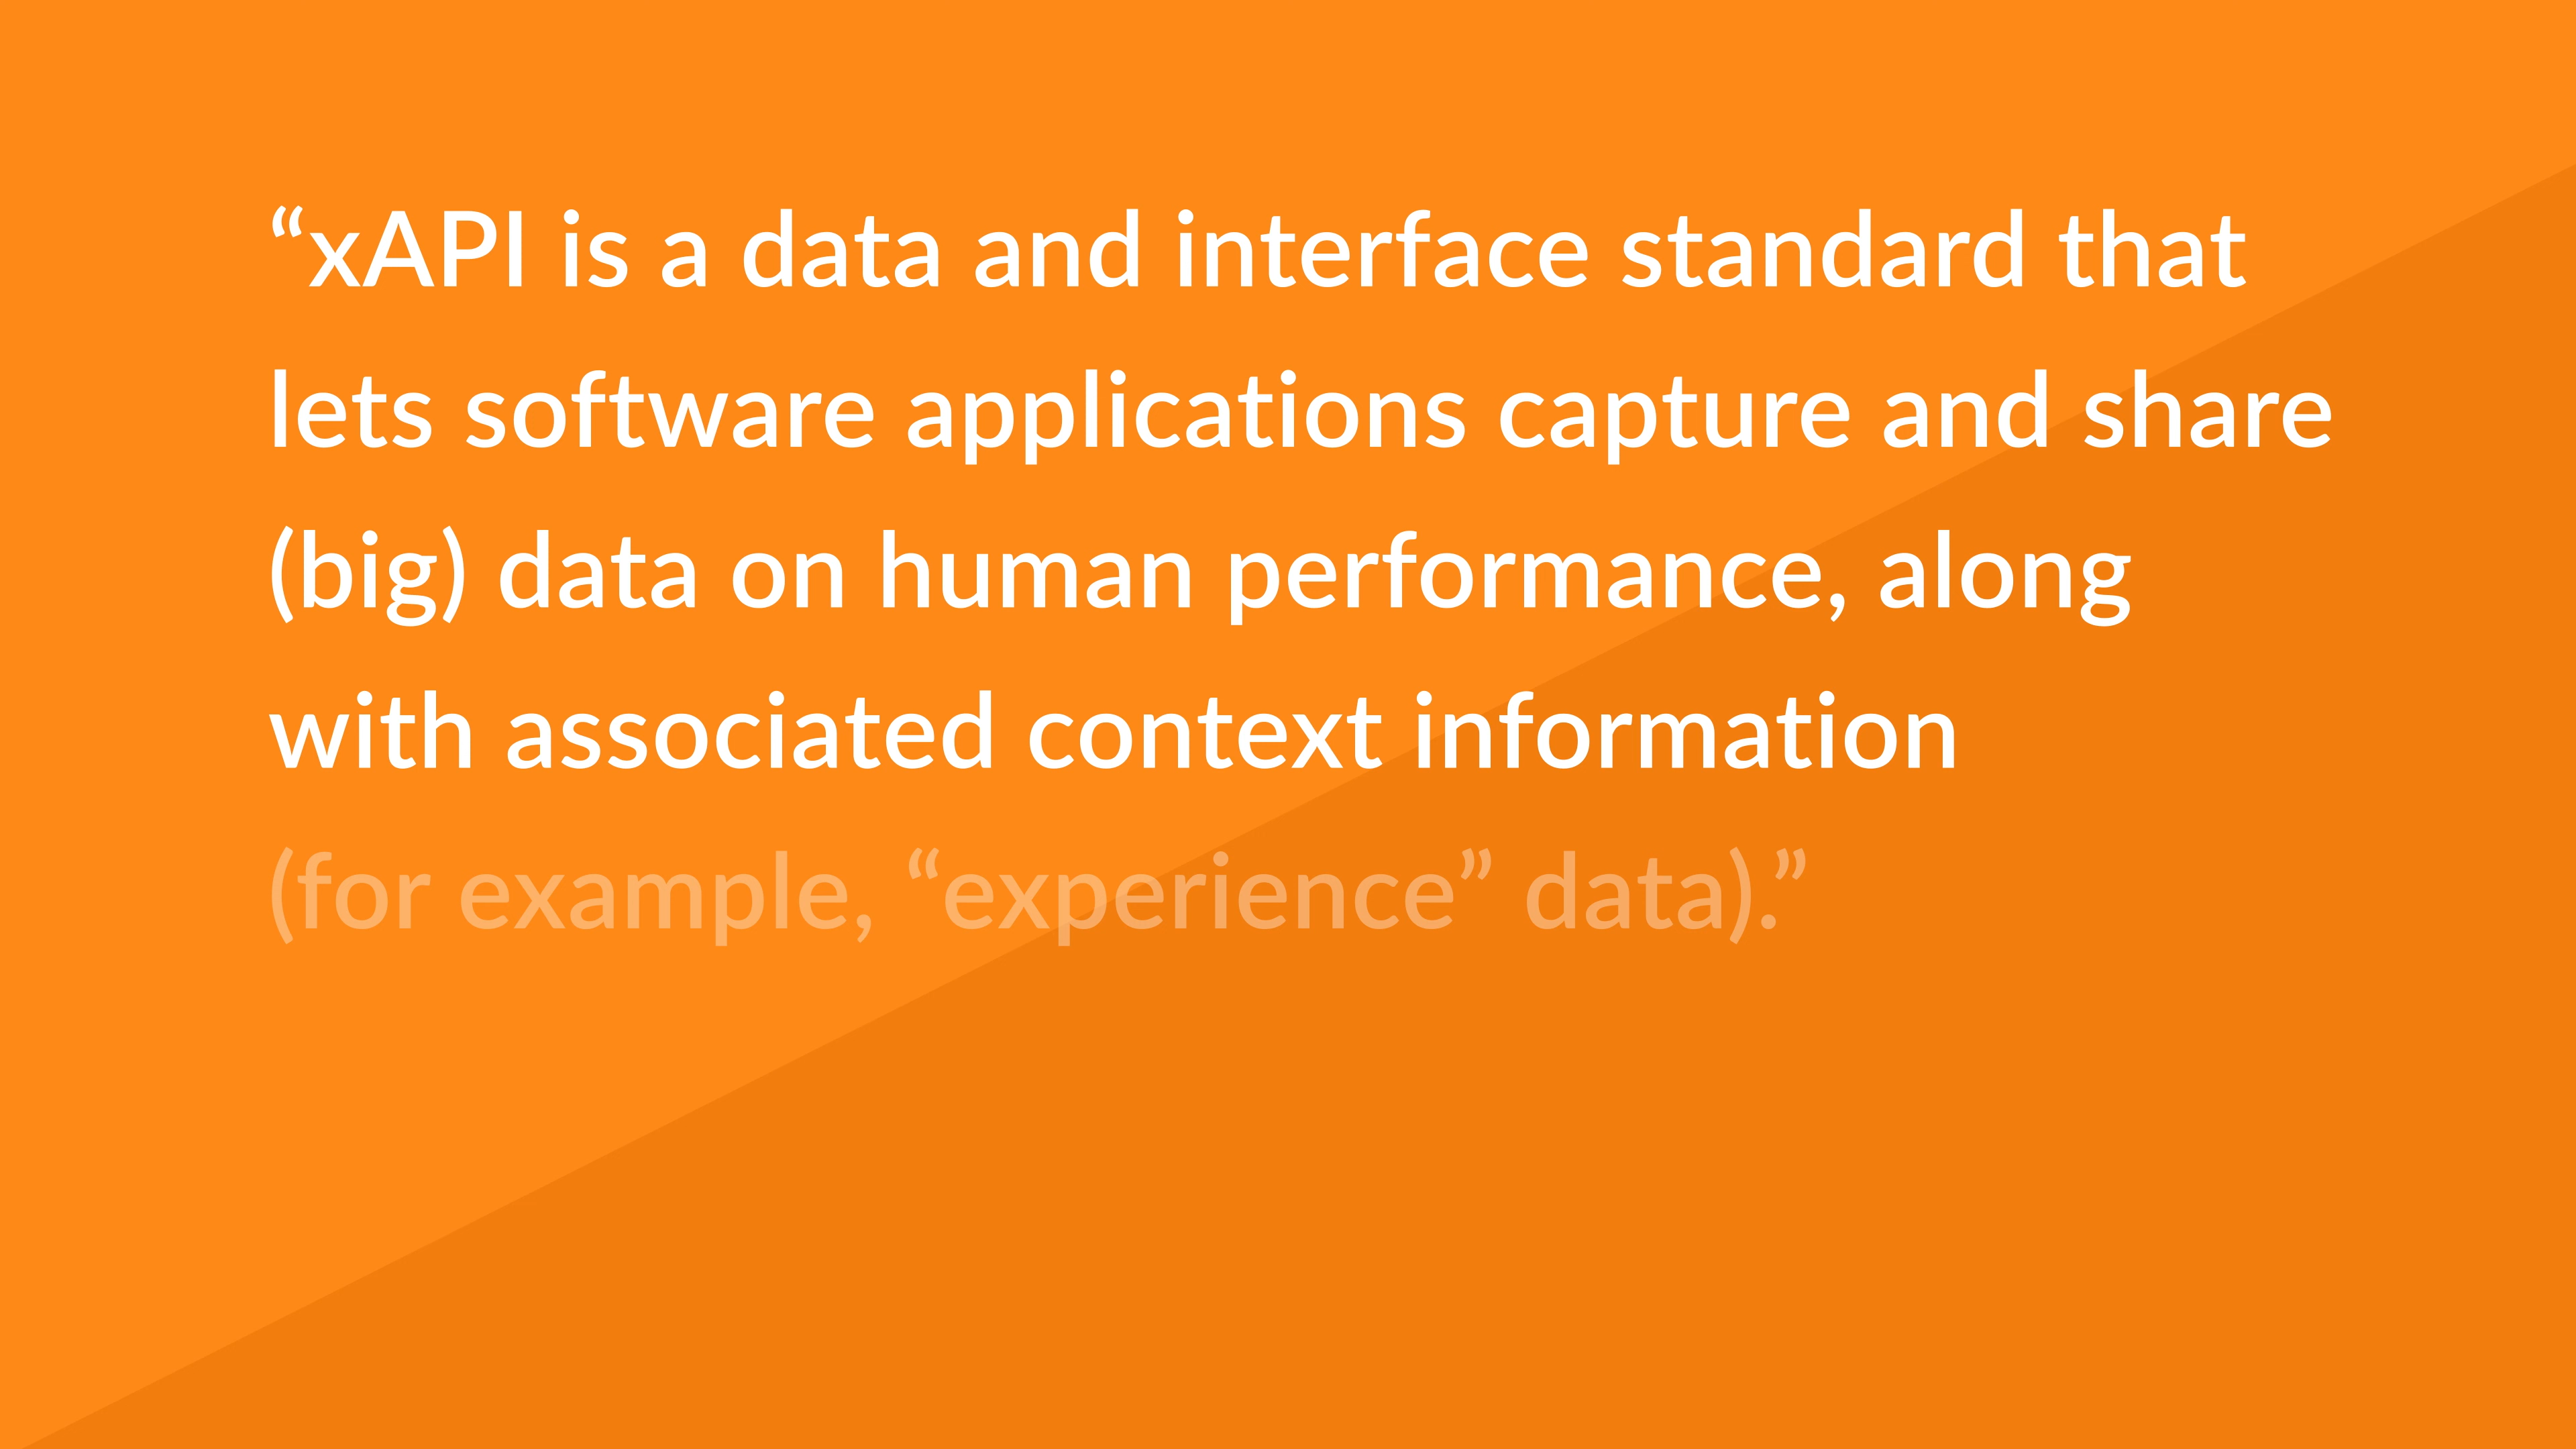 “xAPI is a data and interface standard that
lets software applications capture and share
(big) data on human performance, along
with associated context information
(for example, “experience” data).”